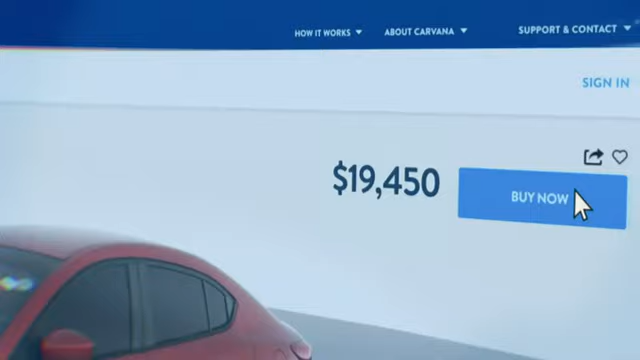 HOW IT WORKS ABOUT CARVANA SUPPORT & CONTACT
SIGN IN
$19,450
BUY NOW